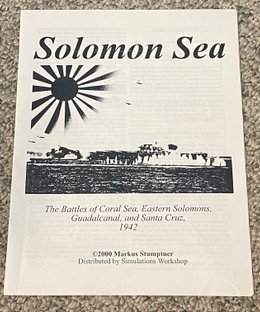 Solomon Sea
The Battles of Coral Sea, Eastern Solomons,
Guadalcanal, and Santa Cruz,
1942
©2000 Markus Stumptner
Distributed by Simulations Workshop